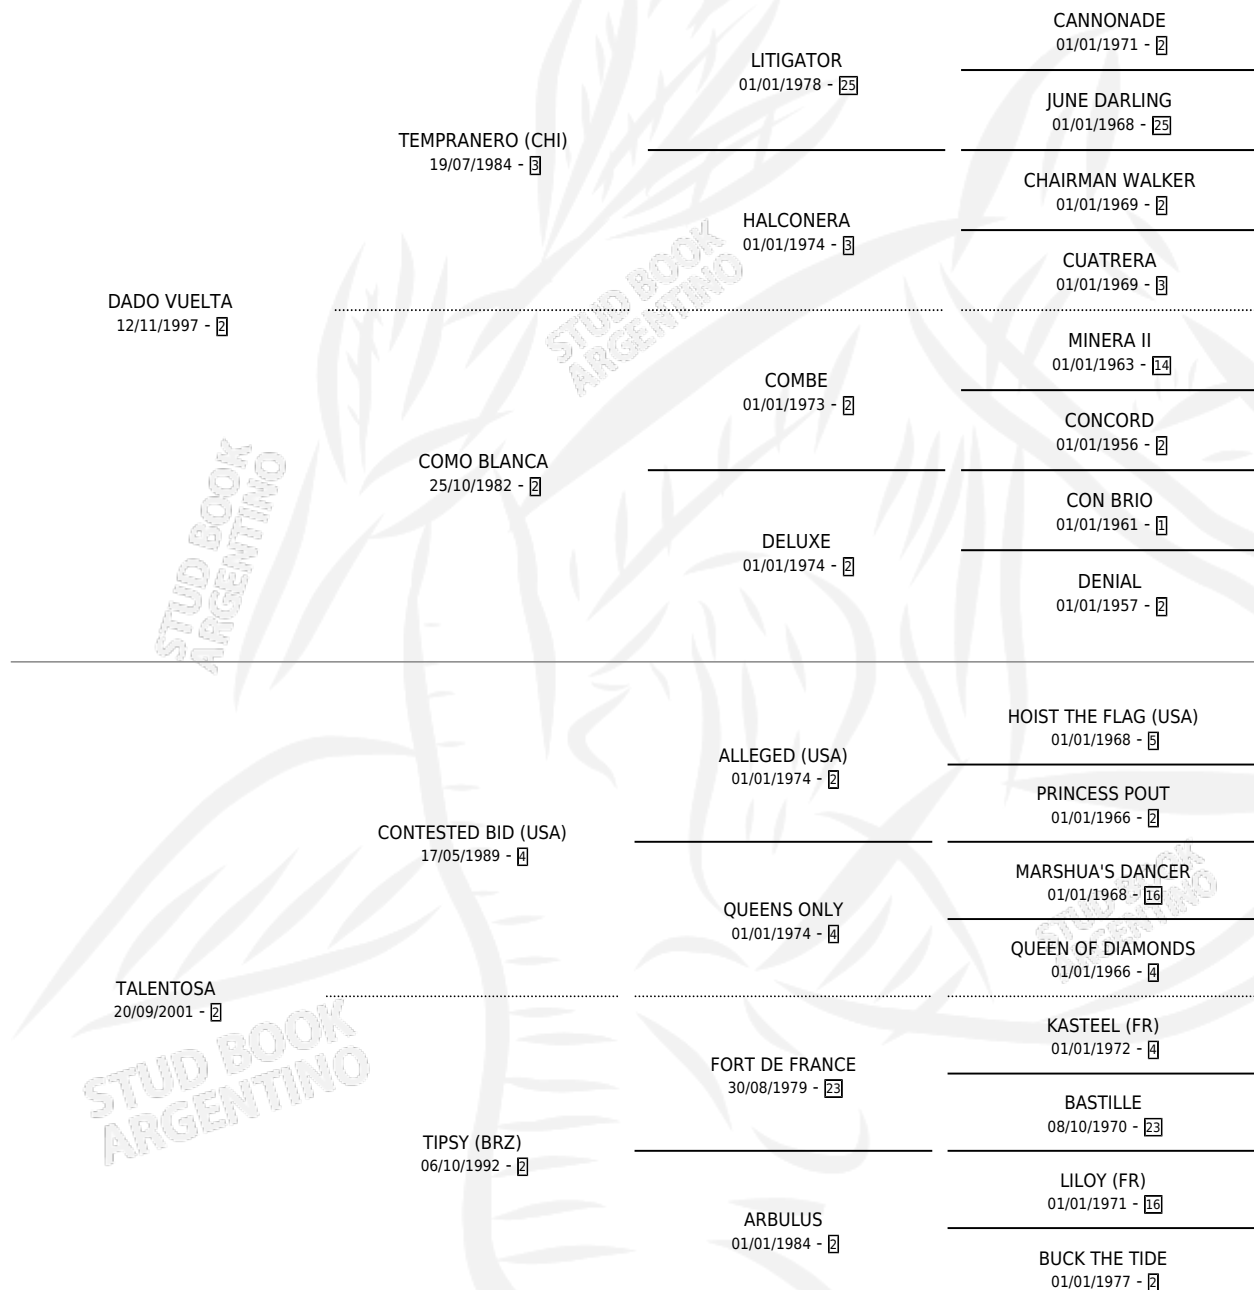 CANNONADE
01/01/1971 - 2
LITIGATOR
01/01/1978 - 25
JUNE DARLING
01/01/1968 - 25
TEMPRANERO (CHI)
19/07/1984 - 3
CHAIRMAN WALKER
01/01/1969 - 2
HALCONERA
01/01/1974 - 3
CUATRERA
01/01/1969 - 3
DADO VUELTA
12/11/1997 - 2
MINERA II
01/01/1963 - 14
COMBE
01/01/1973 - 2
CONCORD
01/01/1956 - 2
COMO BLANCA
25/10/1982 - 2
CON BRIO
01/01/1961 - 1
DELUXE
01/01/1974 - 2
DENIAL
01/01/1957 - 2
HOIST THE FLAG (USA)
01/01/1968 - 5
ALLEGED (USA)
01/01/1974 - 2
PRINCESS POUT
01/01/1966 - 2
CONTESTED BID (USA)
17/05/1989 - 4
MARSHUA'S DANCER
01/01/1968 - 16
QUEENS ONLY
01/01/1974 - 4
QUEEN OF DIAMONDS
01/01/1966 - 4
TALENTOSA
20/09/2001 - 2
KASTEEL (FR)
01/01/1972 - 4
FORT DE FRANCE
30/08/1979 - 23
BASTILLE
08/10/1970 - 23
TIPSY (BRZ)
06/10/1992 - 2
LILOY (FR)
01/01/1971 - 16
ARBULUS
01/01/1984 - 2
BUCK THE TIDE
01/01/1977 - 2
STUD BOOK
ARGENTINO
STUD BOOK
ARGENTINO
STUD BOOK
ARGENTINO
STUD BOOK
ARGENTINO